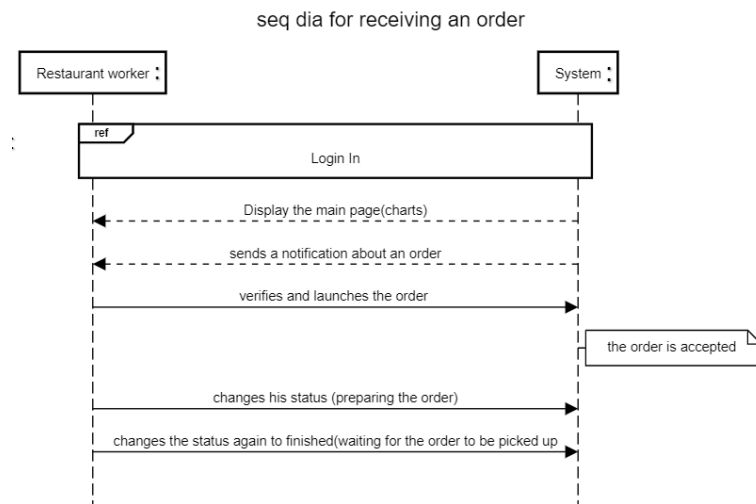 seq dia for receiving an order
Restaurant worker :
System :
ref
:
Login In
Display the main page(charts)
sends a notification about an order
verifies and launches the order
the order is accepted
changes his status (preparing the order)
changes the status again to finished(waiting for the order to be picked up